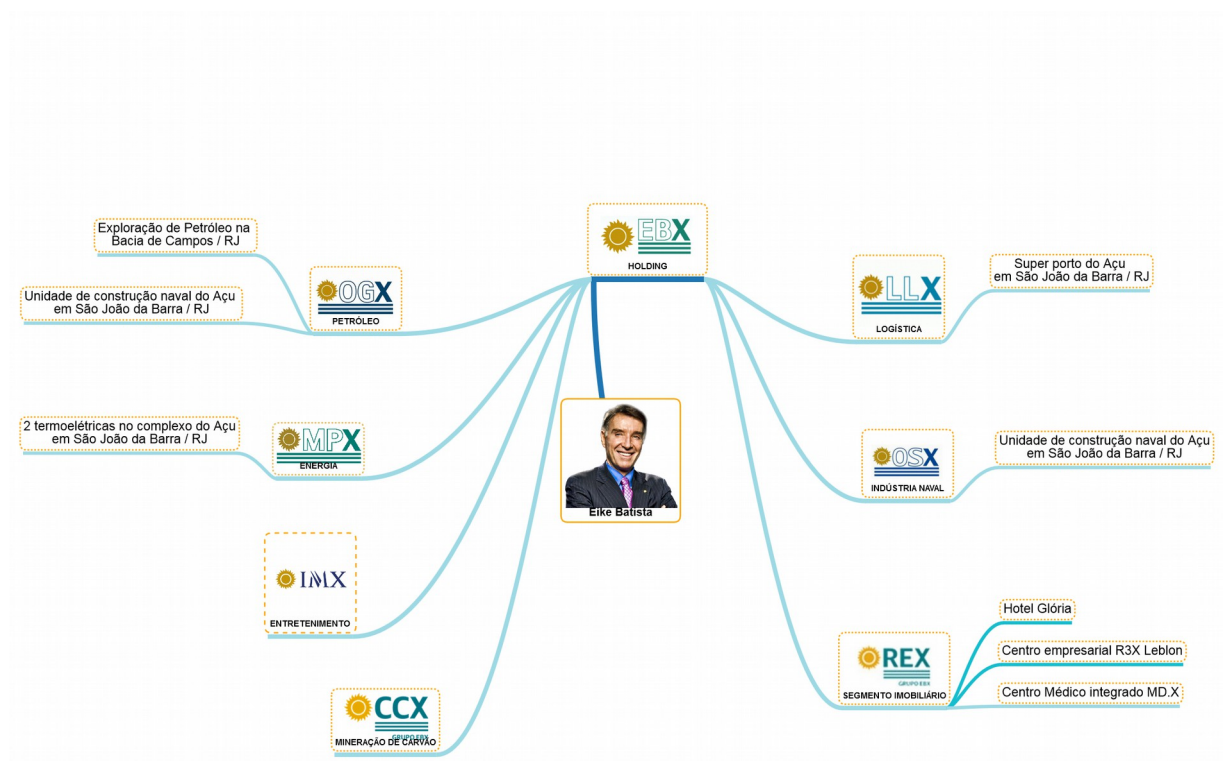 EBX
HOLDING
Exploração de Petróleo na
Bacia de Campos / RJ
Unidade de construção naval do Açu
em São João da Barra / RJ
OGX
PETRÓLEO
2 termoelétricas no complexo do Açu
em São João da Barra / RJ
MPX
ENERGIA
IMX
ENTRETENIMENTO
CCX
GRUPO EBX
MINERAÇÃO DE CARVÃO
Eike Batista
LLX
LOGÍSTICA
Super porto do Açu
em São João da Barra / RJ
OSX
INDÚSTRIA NAVAL
Unidade de construção naval do Açu
em São João da Barra / RJ
REX
GRUPO EBX
SEGMENTO IMOBILIÁRIO
Hotel Glória
Centro empresarial R3X Leblon
Centro Médico integrado MD.X